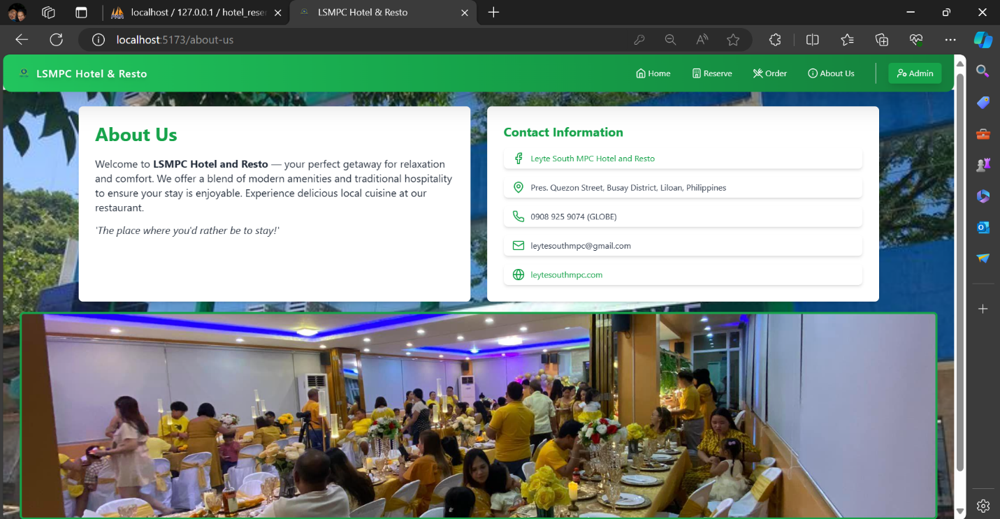 localhost / 127.0.0.1 / hotel_rese
LSMPC Hotel & Resto
localhost:5173/about-us
LSMPC Hotel & Resto
Home
Reserve
Order
About Us
Admin
About Us
Welcome to LSMPC Hotel and Resto — your perfect getaway for relaxation
and comfort. We offer a blend of modern amenities and traditional hospitality
to ensure your stay is enjoyable. Experience delicious local cuisine at our
restaurant.
'The place where you'd rather be to stay!'
Contact Information
Leyte South MPC Hotel and Resto
Pres. Quezon Street, Busay District, Liloan, Philippines
0908 925 9074 (GLOBE)
leytesouthmpc@gmail.com
leytesouthmpc.com